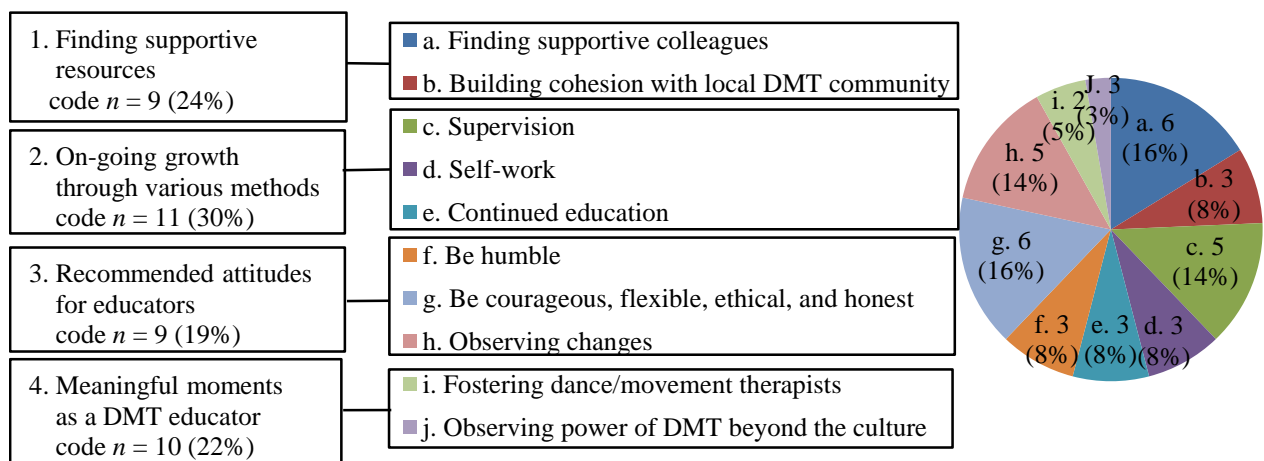 1. Finding supportive
resources
code n = 9 (24%)
2. On-going growth
through various methods
code n = 11 (30%)
3. Recommended attitudes
for educators
code n = 9 (19%)
4. Meaningful moments
as a DMT educator
code n = 10 (22%)
a. Finding supportive colleagues
b. Building cohesion with local DMT community
c. Supervision
d. Self-work
e. Continued education
f. Be humble
g. Be courageous, flexible, ethical, and honest
h. Observing changes
i. Fostering dance/movement therapists
j. Observing power of DMT beyond the culture
a. 6
(16%)
b. 3
(8%)
c. 5
(14%)
d. 3
(8%)
e. 3
(8%)
f. 3
(8%)
g. 6
(16%)
h. 5
(14%)
i. 2
(5%)
J. 3
(3%)